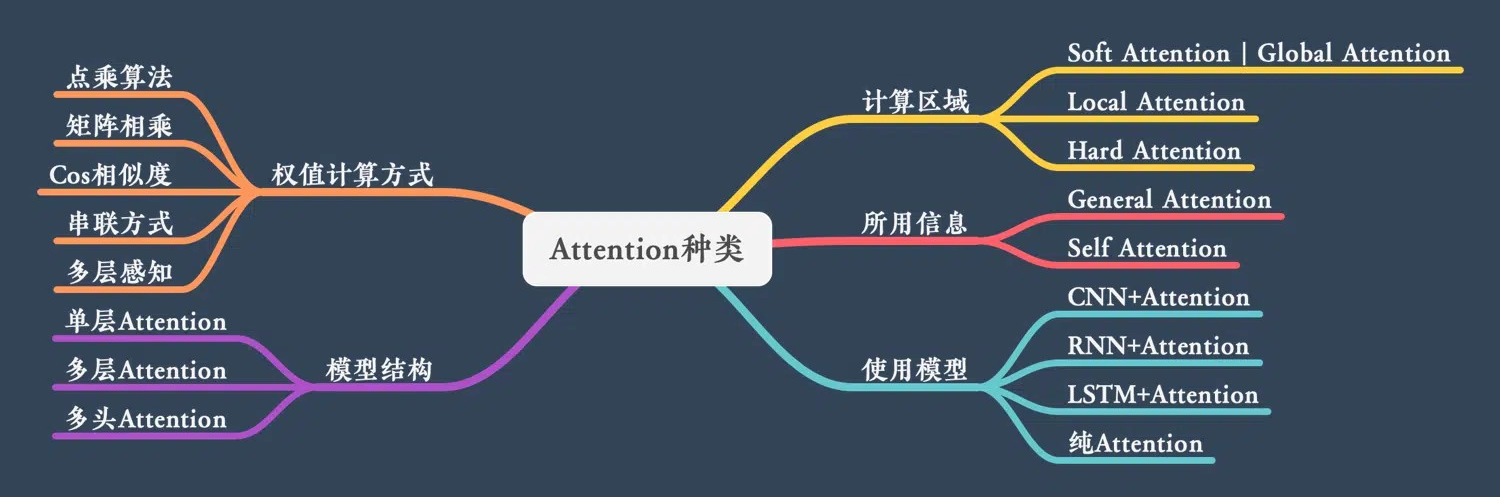 Attention种类
计算区域
Soft Attention | Global Attention
Local Attention
Hard Attention
所用信息
General Attention
Self Attention
使用模型
CNN+Attention
RNN+Attention
LSTM+Attention
纯Attention
权值计算方式
点乘算法
矩阵相乘
Cos相似度
串联方式
多层感知
模型结构
单层Attention
多层Attention
多头Attention